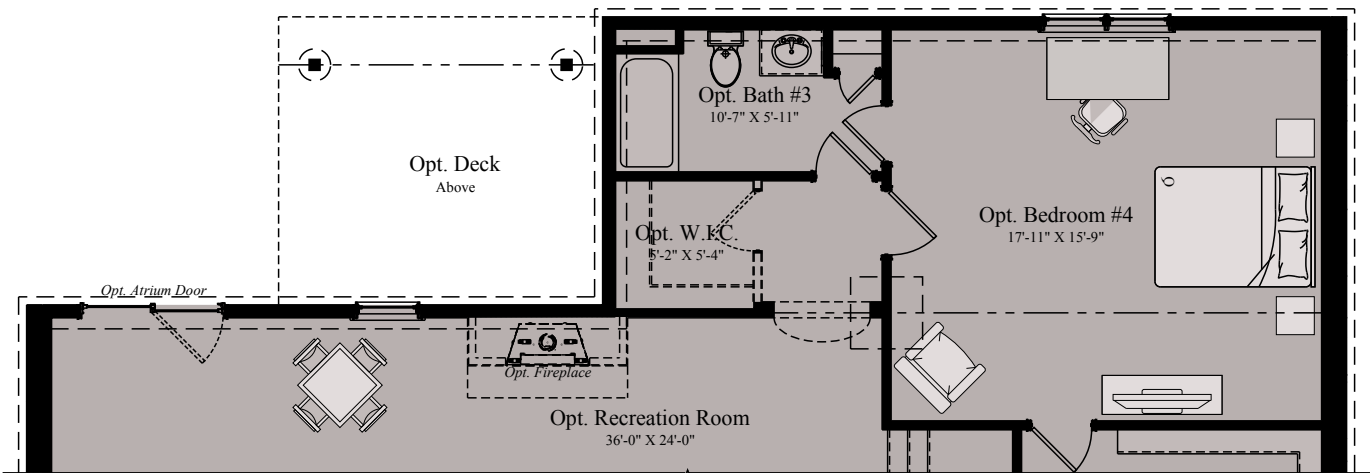 Opt. Bath #3
10'-7" X 5'-11"
Opt. Deck
Above
Opt. Bedroom #4
17'-11" X 15'-9"
Opt. W.I.C.
5'-2" X 5'-4"
Opt. Atrium Door
Opt. Fireplace
Opt. Recreation Room
36'-0" X 24'-0"